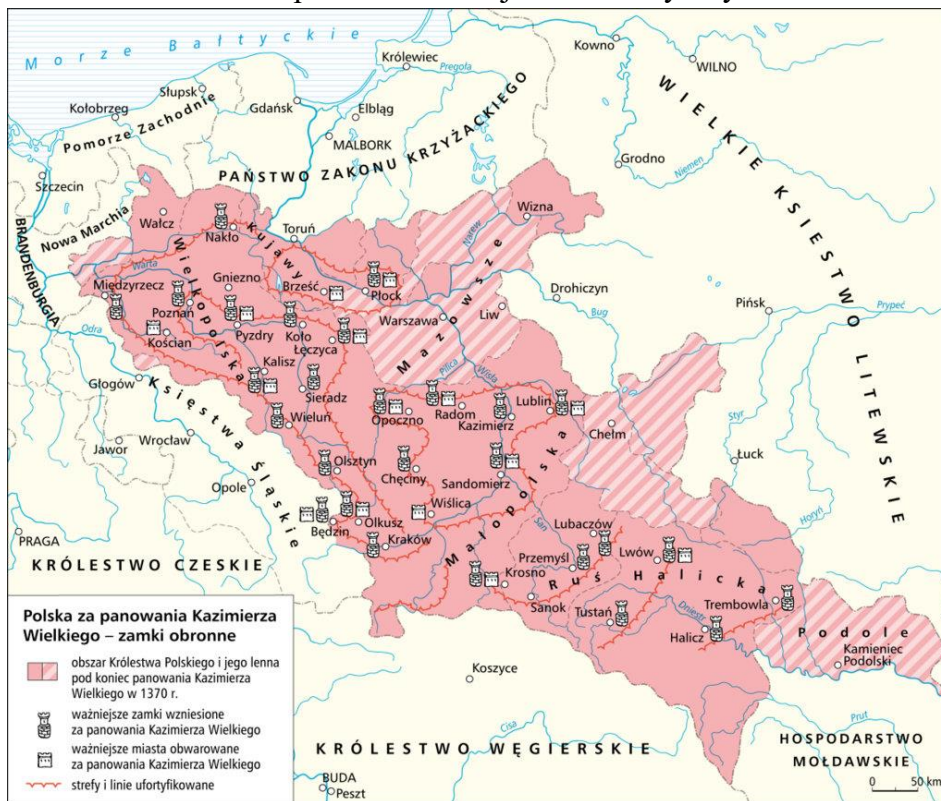 Morze Bałtyckie
Kołobrzeg
Słupsk
Gdańsk
Elbląg
Królewiec
Pregoła
Kowno
WILNO
MALBORK
Pomorze Zachodnie
Szczecin
PAŃSTWO ZAKONU KRZYŻACKIEGO
Grodno
Niemen
WIELKIE KSIĘSTWO LITEWSKIE
Nowa Marchia
BRANDENBURGIA
Wałcz
Nakło
Kujawy
Toruń
Wizna
Narew
Wielkopolska
Warta
Międzyrzecz
Gniezno
Brześć
Płock
Poznań
Pyzdry
Koło
Łęczyca
Kościan
Warszawa
Liw
Mazowsze
Drohiczyn
Bug
Pińsk
Prypeć
Odra
Głogów
Kalisz
Sieradz
Pilica
Wisła
Księstwa Śląskie
Wieluń
Opoczno
Radom
Kazimierz
Lublin
Bug
Chełm
Styr
Łuck
Jawor
Wrocław
Opole
Olsztyn
Chęciny
Sandomierz
Wiślica
Małopolska
Horyń
PRAGA
KRÓLESTWO CZESKIE
Będzin
Olkusz
Kraków
San
Lubaczów
Przemyśl
Lwów
Krosno
Sanok
Ruś Halicka
Tustań
Trembowla
Dniestr
Halicz
Podole
Kamieniec
Podolski
Koszyce
Cisa
Prut
KRÓLESTWO WĘGIERSKIE
HOSPODARSTWO
MOŁDAWSKIE
BUDA
Peszt
0 50 km
Polska za panowania Kazimierza
Wielkiego – zamki obronne
obszar Królestwa Polskiego i jego lenna
pod koniec panowania Kazimierza
Wielkiego w 1370 r.
ważniejsze zamki wzniesione
za panowania Kazimierza Wielkiego
ważniejsze miasta obwarowane
za panowania Kazimierza Wielkiego
strefy i linie ufortyfikowane